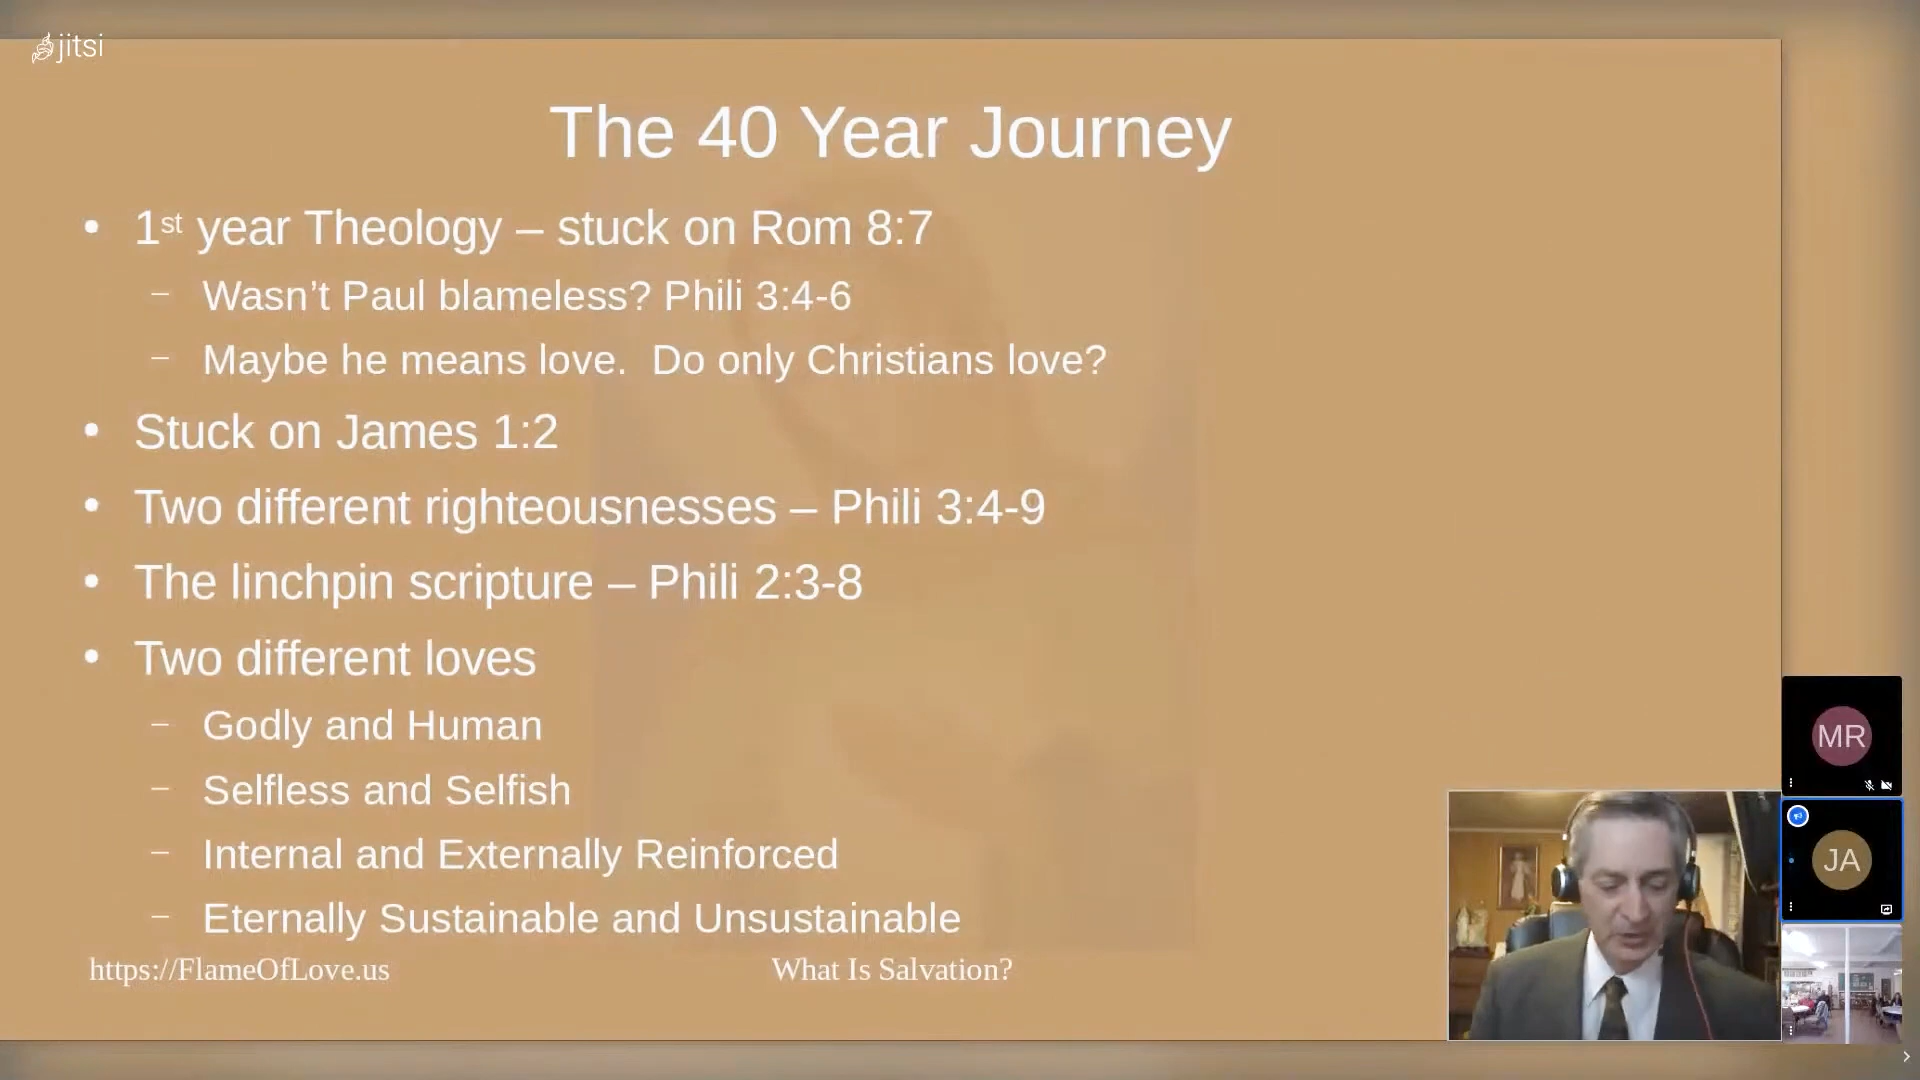 jitsi
The 40 Year Journey
• 1st year Theology – stuck on Rom 8:7
– Wasn’t Paul blameless? Phili 3:4-6
– Maybe he means love.  Do only Christians love?
• Stuck on James 1:2
• Two different righteousnesses – Phili 3:4-9
• The linchpin scripture – Phili 2:3-8
• Two different loves
– Godly and Human
– Selfless and Selfish
– Internal and Externally Reinforced
– Eternally Sustainable and Unsustainable
https://FlameOfLove.us
What Is Salvation?
MR
JA